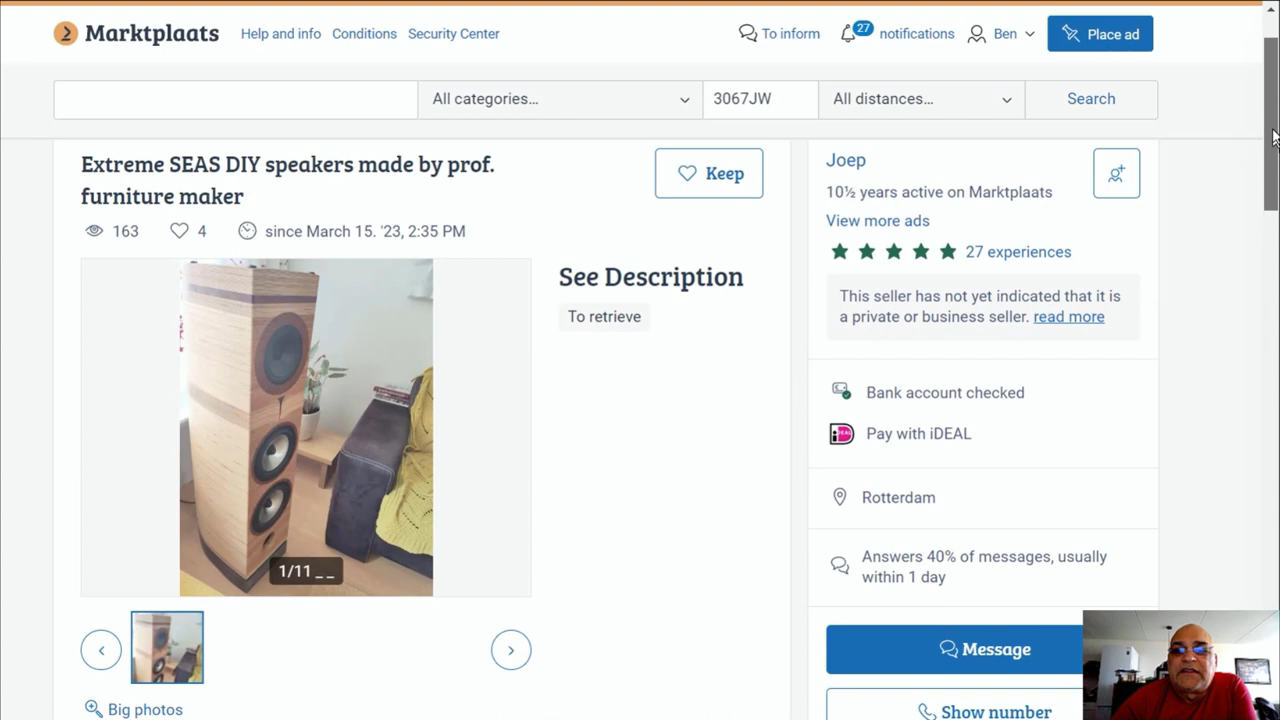 Marktplaats Help and info Conditions Security Center To inform 27 notifications Ben Place ad
All categories... 3067JW All distances... Search
Extreme SEAS DIY speakers made by prof.
furniture maker
Keep
163 4 since March 15. '23, 2:35 PM
See Description
To retrieve
1/11 _ _
Big photos
Joep
10½ years active on Marktplaats
View more ads
27 experiences
This seller has not yet indicated that it is
a private or business seller. read more
Bank account checked
iDEAL Pay with iDEAL
Rotterdam
Answers 40% of messages, usually
within 1 day
Message
Show number